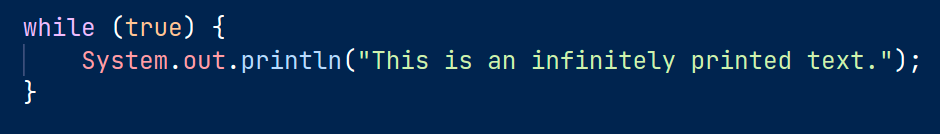 while (true) {
    System.out.println("This is an infinitely printed text.");
}